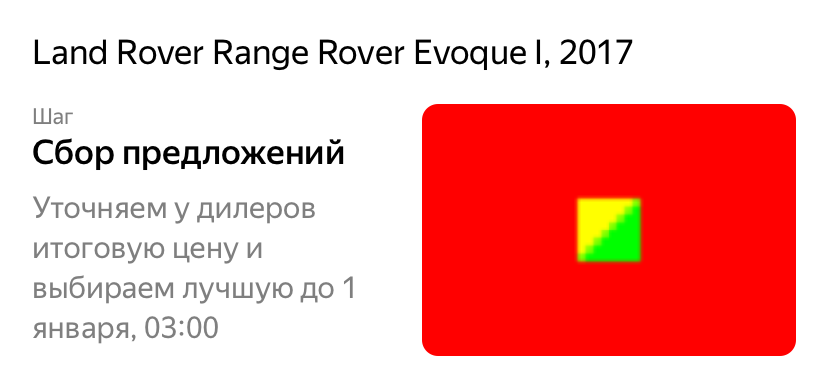 Land Rover Range Rover Evoque I, 2017
Шаг
Сбор предложений
Уточняем у дилеров
итоговую цену и
выбираем лучшую до 1
января, 03:00